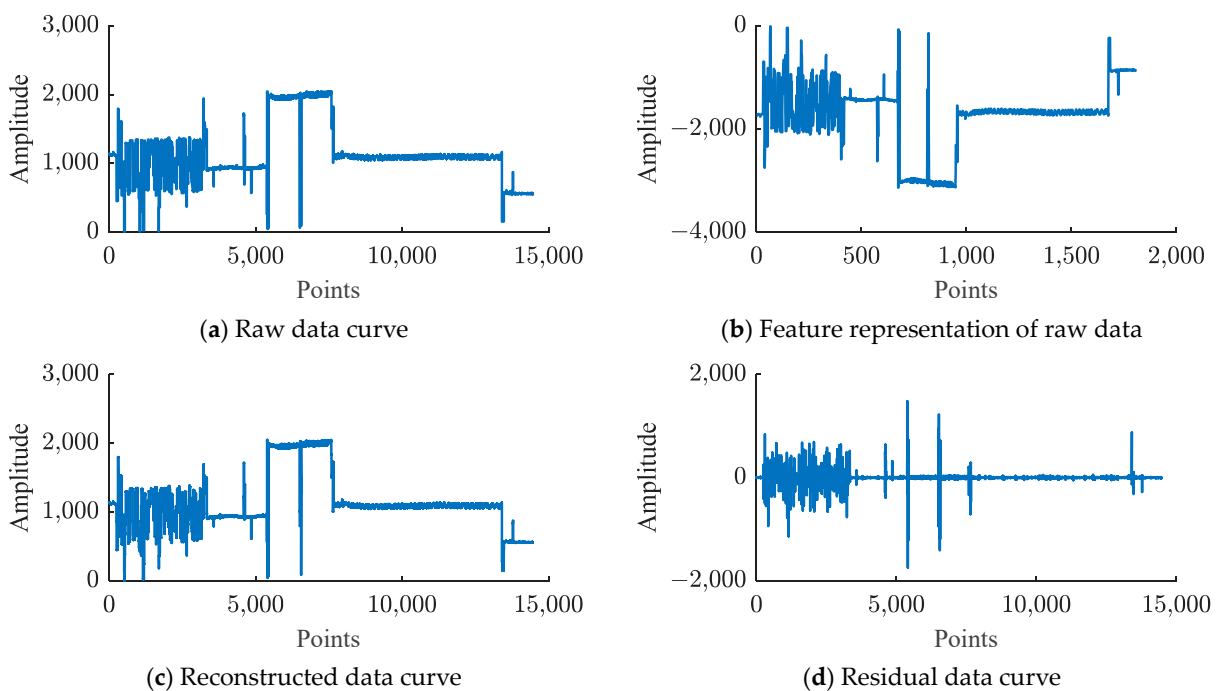 3,000
2,000
1,000
0
Amplitude
0
5,000
10,000
15,000
Points
(a) Raw data curve
0
−2,000
−4,000
Amplitude
0
500
1,000
1,500
2,000
Points
(b) Feature representation of raw data
3,000
2,000
1,000
0
Amplitude
0
5,000
10,000
15,000
Points
(c) Reconstructed data curve
2,000
0
−2,000
Amplitude
0
5,000
10,000
15,000
Points
(d) Residual data curve